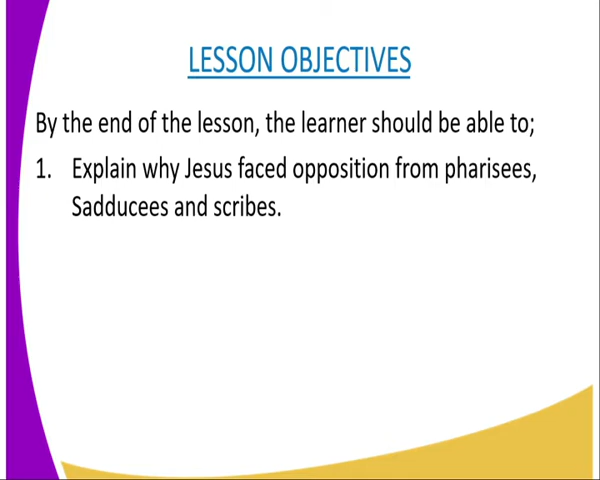 LESSON OBJECTIVES
By the end of the lesson, the learner should be able to;
1. Explain why Jesus faced opposition from pharisees,
Sadducees and scribes.